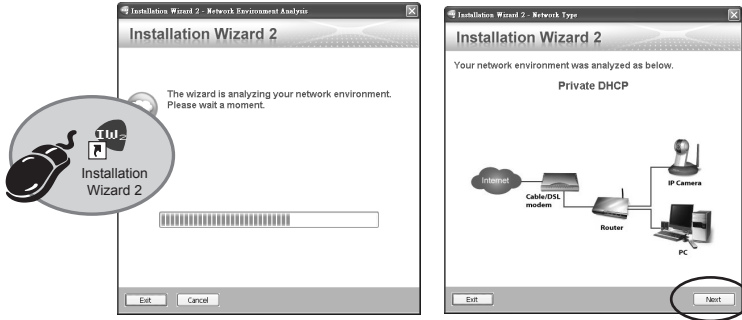 Installation Wizard 2 - Network Environment Analysis
Installation Wizard 2
The wizard is analyzing your network environment.
Please wait a moment.
IW2
Installation
Wizard 2
Exit
Cancel
Installation Wizard 2 - Network Type
Installation Wizard 2
Your network environment was analyzed as below.
Private DHCP
Internet
Cable/DSL
modem
IP Camera
Router
PC
Exit
Next